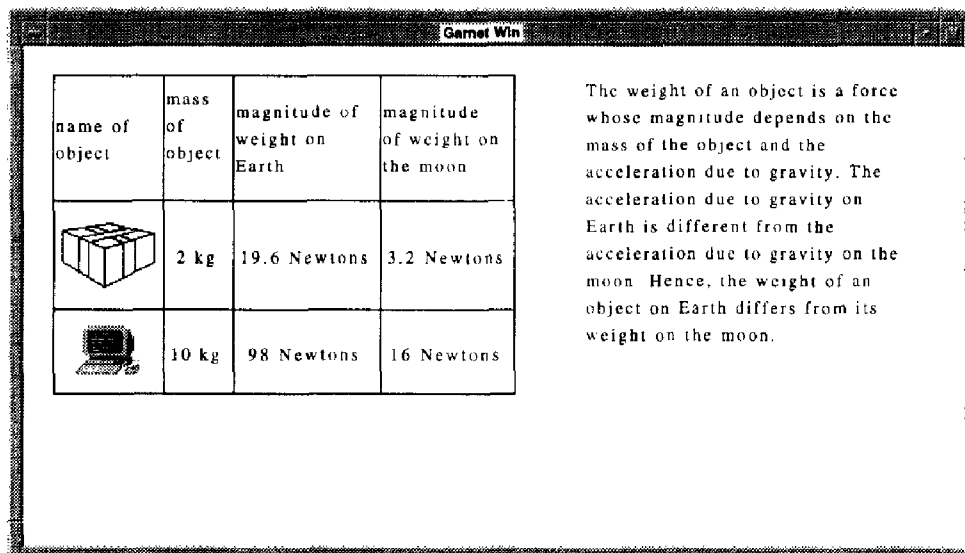 Garnet Win
name of
object
mass
of
object
magnitude of
weight on
Earth
magnitude
of weight on
the moon
2 kg
19.6 Newtons
3.2 Newtons
10 kg
98 Newtons
16 Newtons
The weight of an object is a force
whose magnitude depends on the
mass of the object and the
acceleration due to gravity. The
acceleration due to gravity on
Earth is different from the
acceleration due to gravity on the
moon. Hence, the weight of an
object on Earth differs from its
weight on the moon.